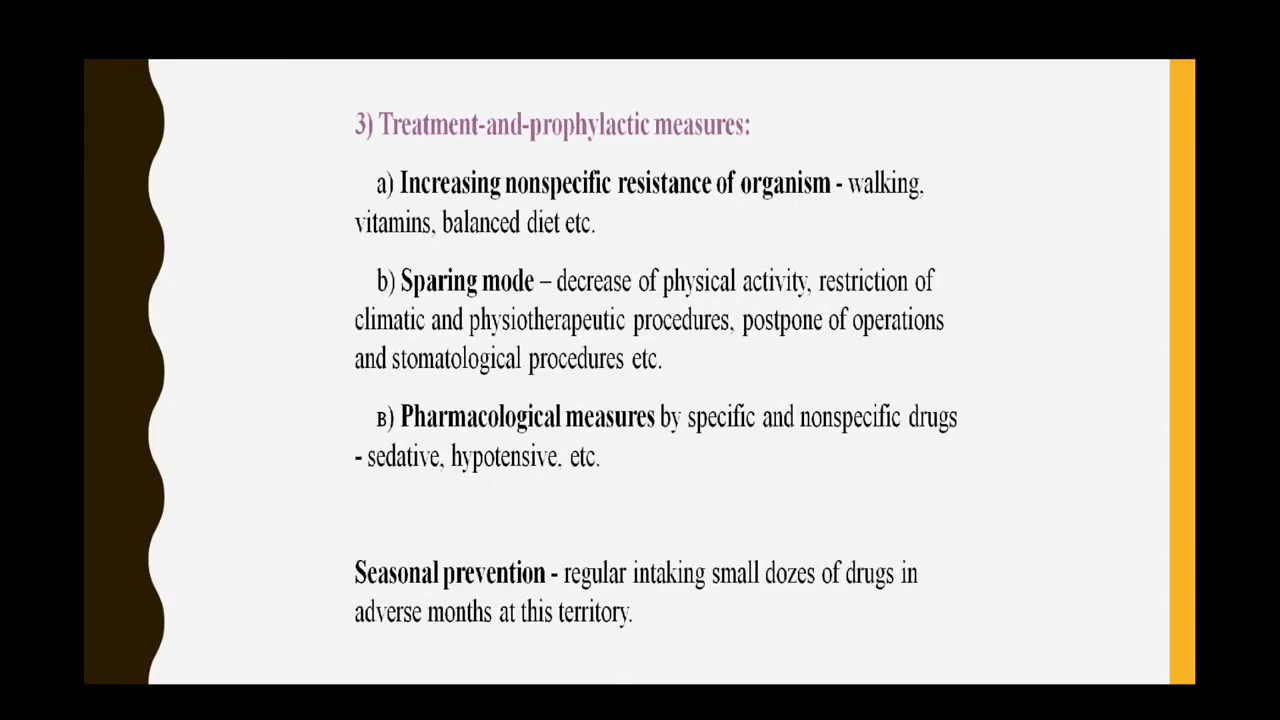 3) Treatment-and-prophylactic measures:
a) Increasing nonspecific resistance of organism - walking,
vitamins, balanced diet etc.
b) Sparing mode – decrease of physical activity, restriction of
climatic and physiotherapeutic procedures, postpone of operations
and stomatological procedures etc.
в) Pharmacological measures by specific and nonspecific drugs
- sedative, hypotensive, etc.
Seasonal prevention - regular intaking small dozes of drugs in
adverse months at this territory.